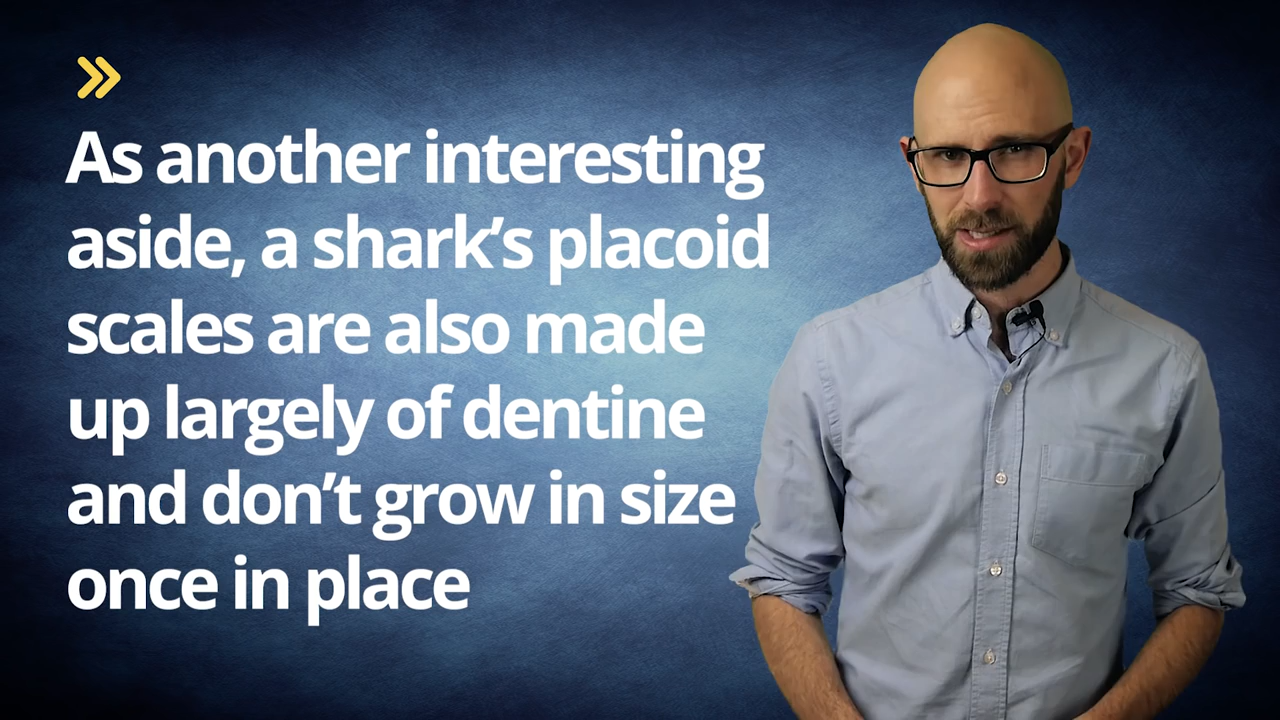 As another interesting
aside, a shark’s placoid
scales are also made
up largely of dentine
and don’t grow in size
once in place